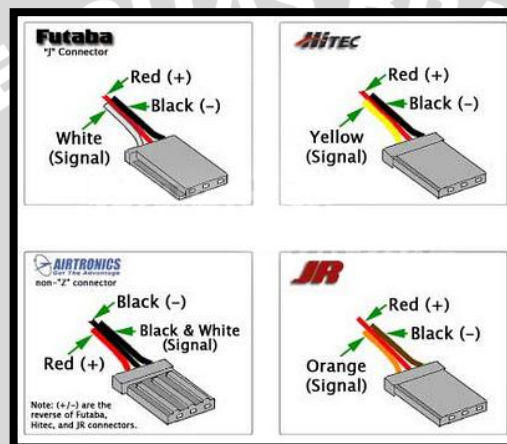 Futaba
"J" Connector
Red (+)
Black (-)
White
(Signal)
HiTEC
Red (+)
Black (-)
Yellow
(Signal)
AIRTRONICS
Get The Advantage
non-"Z" connector
Black (-)
Black & White
(Signal)
Red (+)
Note: (+/-) are the
reverse of Futaba,
Hitec, and JR connectors.
JR
Red (+)
Black (-)
Orange
(Signal)